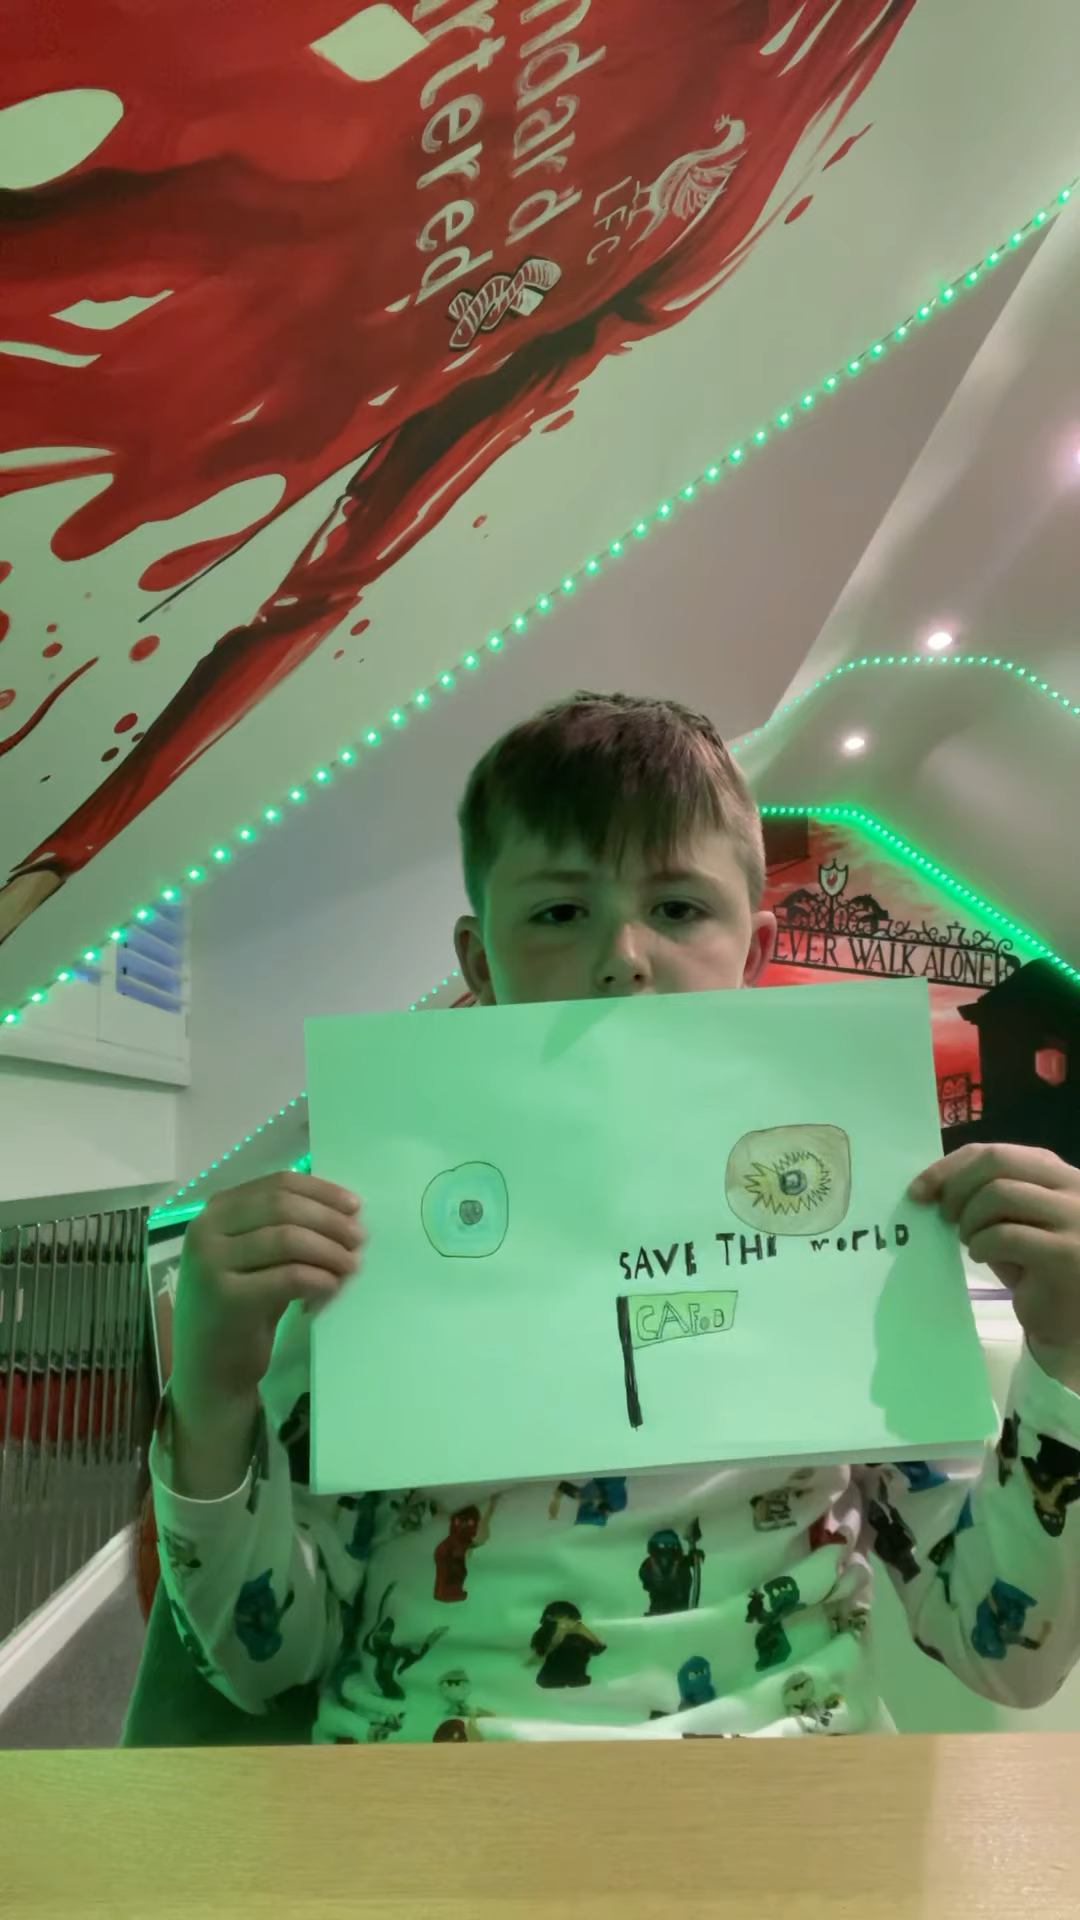 ndard
rtered
LFC
EVER WALK ALONE
SAVE THE WORLD
CAFOD